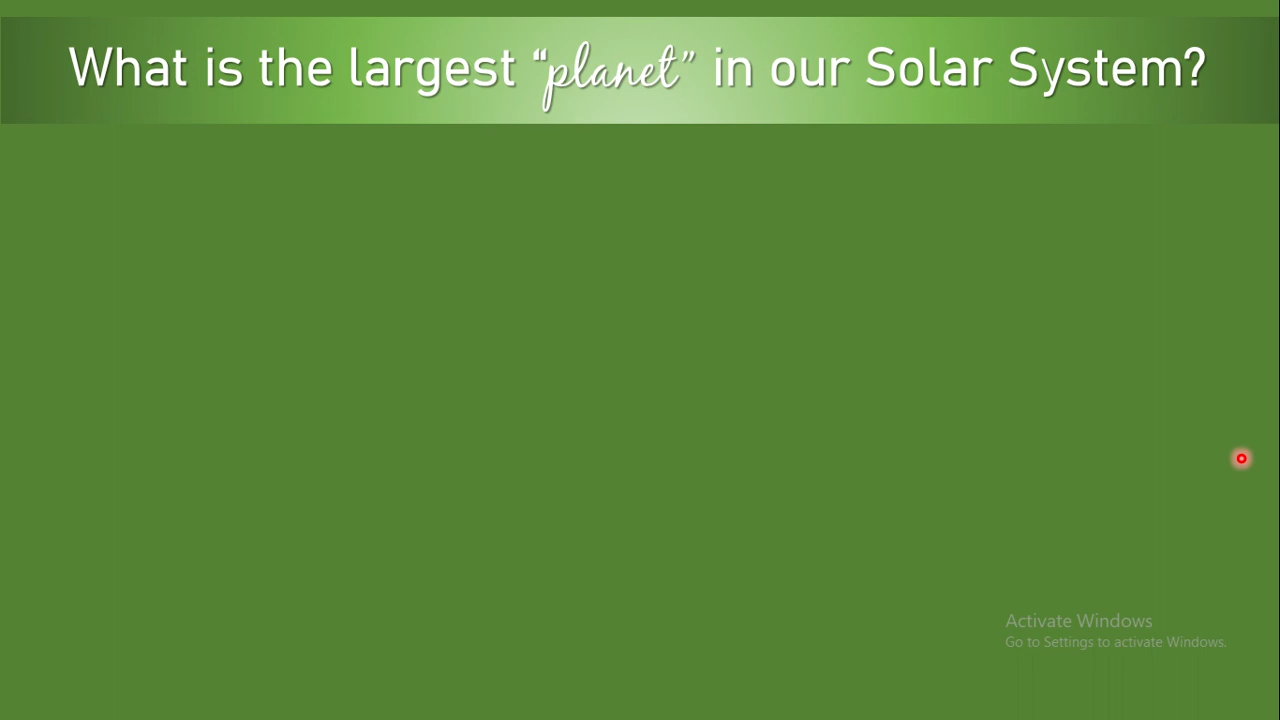 What is the largest “planet” in our Solar System?
Activate Windows
Go to Settings to activate Windows.